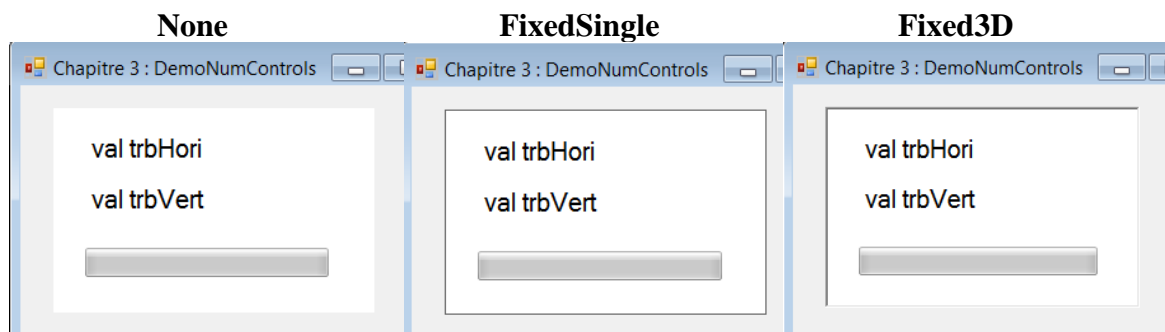 None
FixedSingle
Fixed3D
Chapitre 3 : DemoNumControls
Chapitre 3 : DemoNumControls
Chapitre 3 : DemoNumControls
val trbHori
val trbVert
val trbHori
val trbVert
val trbHori
val trbVert